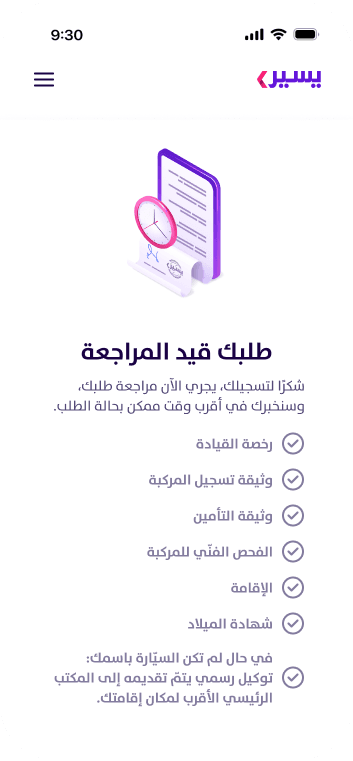 9:30
يسير
طلبك قيد المراجعة
شكرًا لتسجيلك، يجري الآن مراجعة طلبك،
وسنخبرك في أقرب وقت ممكن بحالة الطلب.
رخصة القيادة
وثيقة تسجيل المركبة
وثيقة التأمين
الفحص الفنّي للمركبة
الإقامة
شهادة الميلاد
في حال لم تكن السيّارة باسمك:
توكيل رسمي يتمّ تقديمه إلى المكتب
الرئيسي الأقرب لمكان إقامتك.